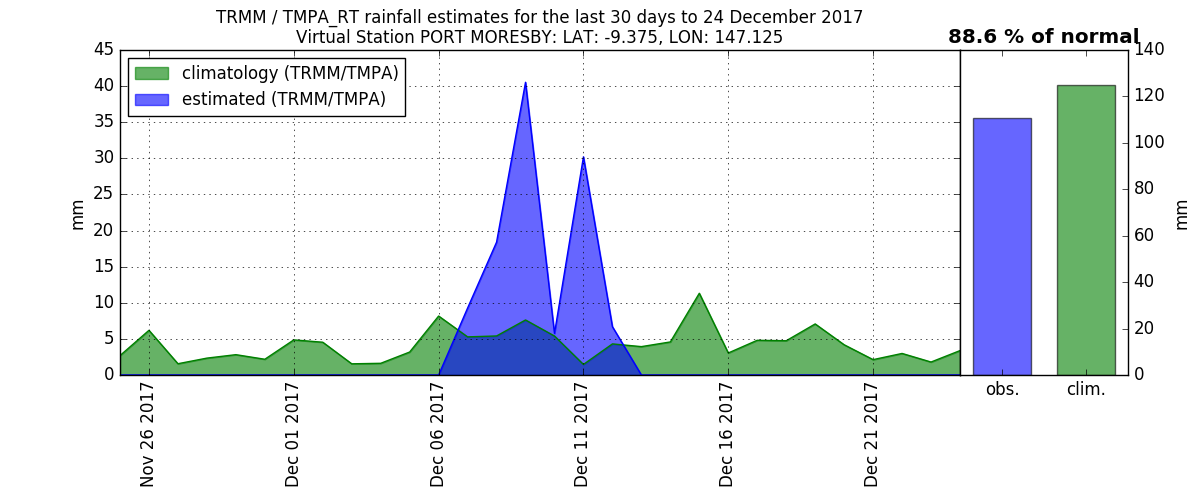 TRMM / TMPA_RT rainfall estimates for the last 30 days to 24 December 2017
Virtual Station PORT MORESBY: LAT: -9.375, LON: 147.125
88.6 % of normal
climatology (TRMM/TMPA)
estimated (TRMM/TMPA)
mm
45
40
35
30
25
20
15
10
5
0
Nov 26 2017
Dec 01 2017
Dec 06 2017
Dec 11 2017
Dec 16 2017
Dec 21 2017
obs.
clim.
140
120
100
80
60
40
20
0
mm